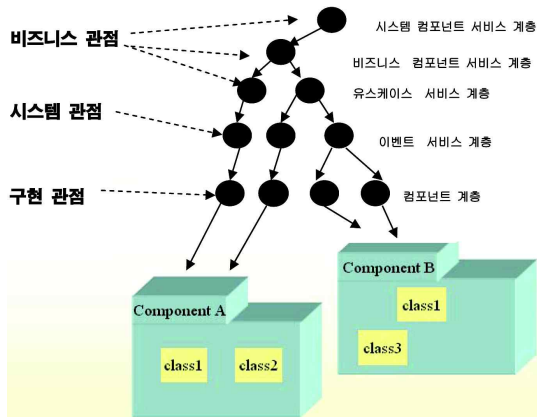 시스템 컴포넌트 서비스 계층
비즈니스 관점
비즈니스 컴포넌트 서비스 계층
유스케이스 서비스 계층
시스템 관점
이벤트 서비스 계층
구현 관점
컴포넌트 계층
Component B
Component A
class1
class3
class1
class2